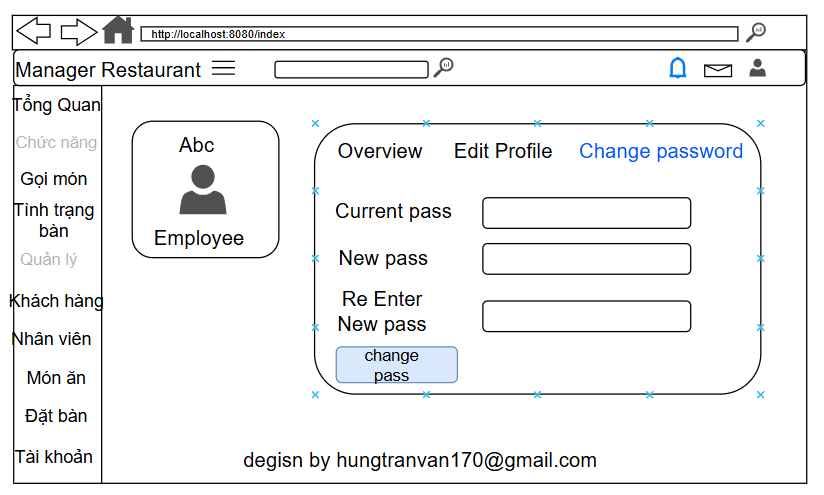 http://localhost:8080/index
Manager Restaurant
Tổng Quan
Chức năng
Gọi món
Tình trạng
bàn
Quản lý
Khách hàng
Nhân viên
Món ăn
Đặt bàn
Tài khoản
Abc
Employee
Overview Edit Profile Change password
Current pass
New pass
Re Enter
New pass
change
pass
degisn by hungtranvan170@gmail.com